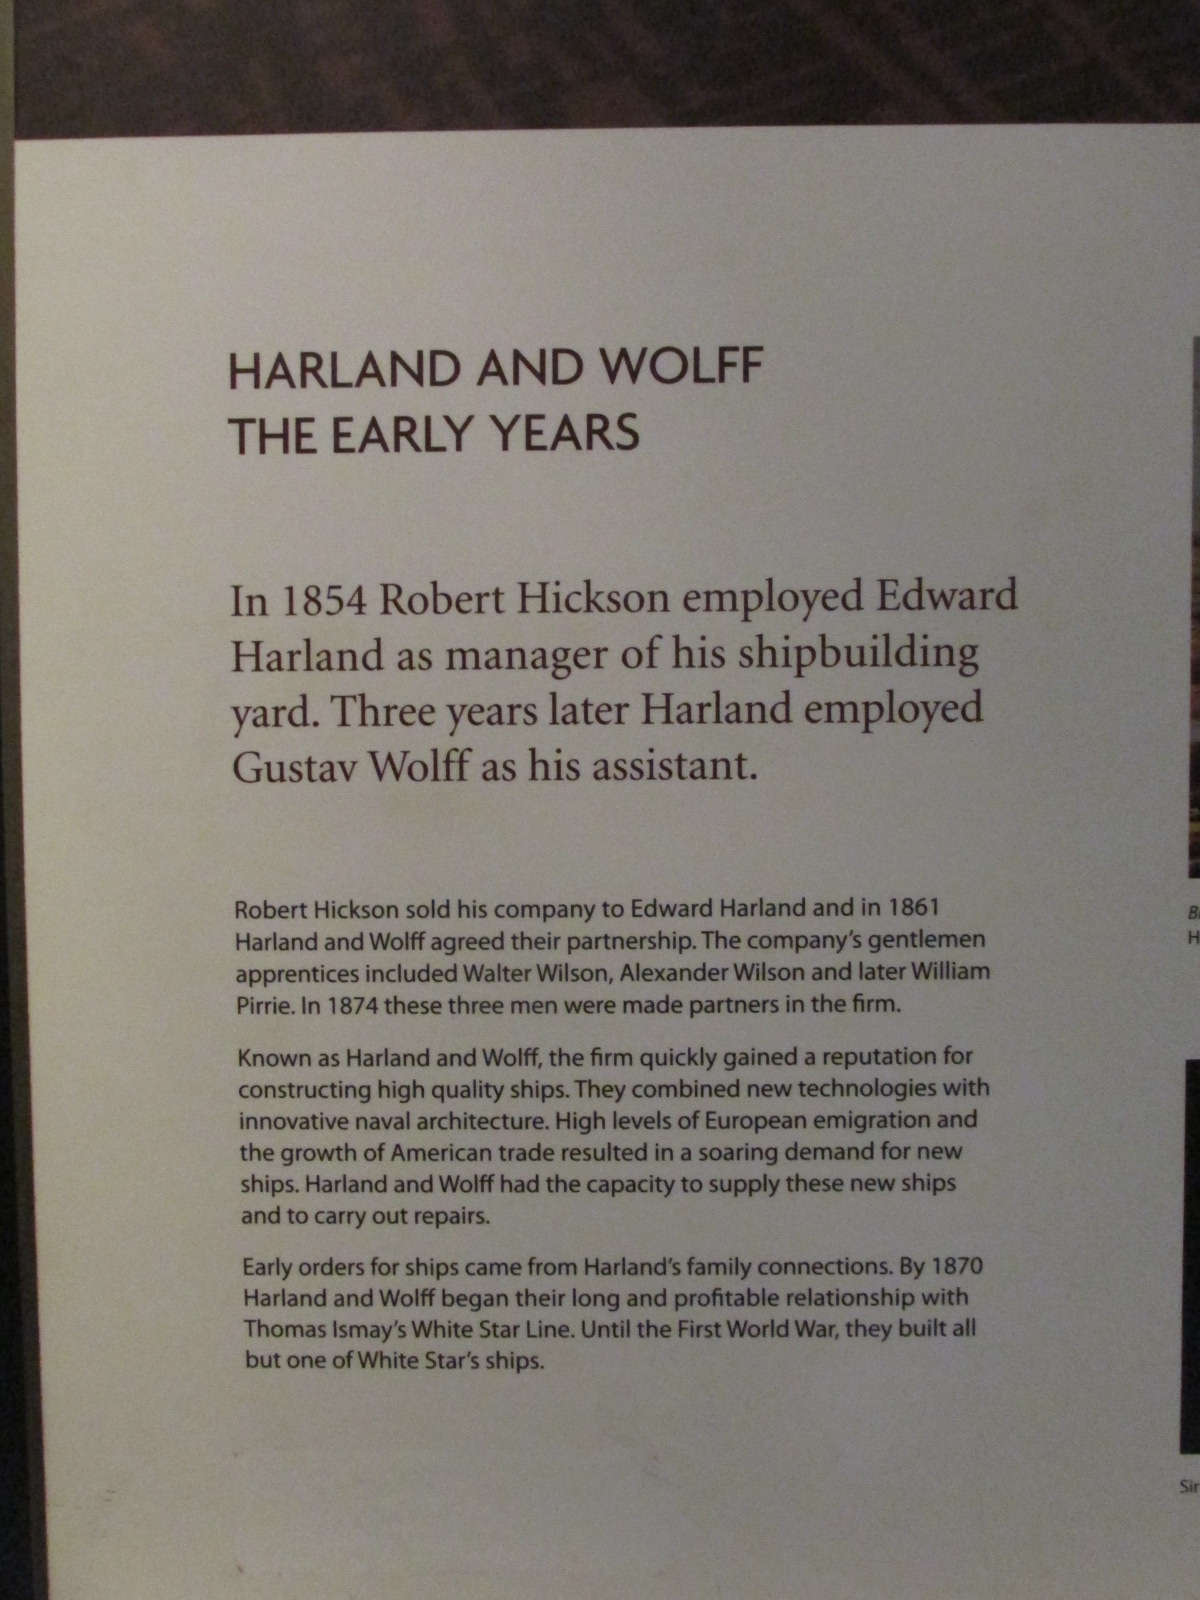 HARLAND AND WOLFF
THE EARLY YEARS
In 1854 Robert Hickson employed Edward
Harland as manager of his shipbuilding
yard. Three years later Harland employed
Gustav Wolff as his assistant.
Robert Hickson sold his company to Edward Harland and in 1861
Harland and Wolff agreed their partnership. The company's gentlemen
apprentices included Walter Wilson, Alexander Wilson and later William
Pirrie. In 1874 these three men were made partners in the firm.
Known as Harland and Wolff, the firm quickly gained a reputation for
constructing high quality ships. They combined new technologies with
innovative naval architecture. High levels of European emigration and
the growth of American trade resulted in a soaring demand for new
ships. Harland and Wolff had the capacity to supply these new ships
and to carry out repairs.
Early orders for ships came from Harland's family connections. By 1870
Harland and Wolff began their long and profitable relationship with
Thomas Ismay's White Star Line. Until the First World War, they built all
but one of White Star's ships.